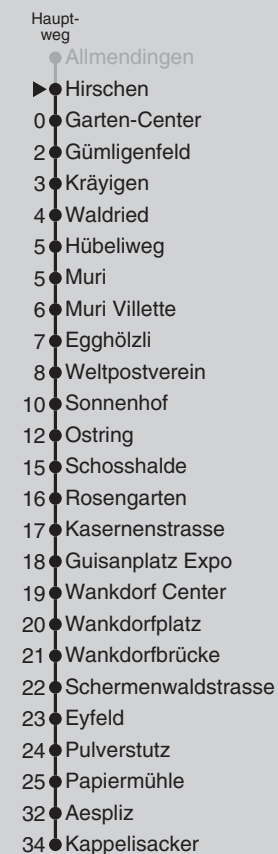 Haupt-
weg
Allmendingen
Hirschen
0 Garten-Center
2 Gümligenfeld
3 Kräyigen
4 Waldried
5 Hübeliweg
5 Muri
6 Muri Villette
7 Egghölzli
8 Weltpostverein
10 Sonnenhof
12 Ostring
15 Schosshalde
16 Rosengarten
17 Kasernenstrasse
18 Guisanplatz Expo
19 Wankdorf Center
20 Wankdorfplatz
21 Wankdorfbrücke
22 Schermenwaldstrasse
23 Eyfeld
24 Pulverstutz
25 Papiermühle
32 Aespliz
34 Kappelisacker